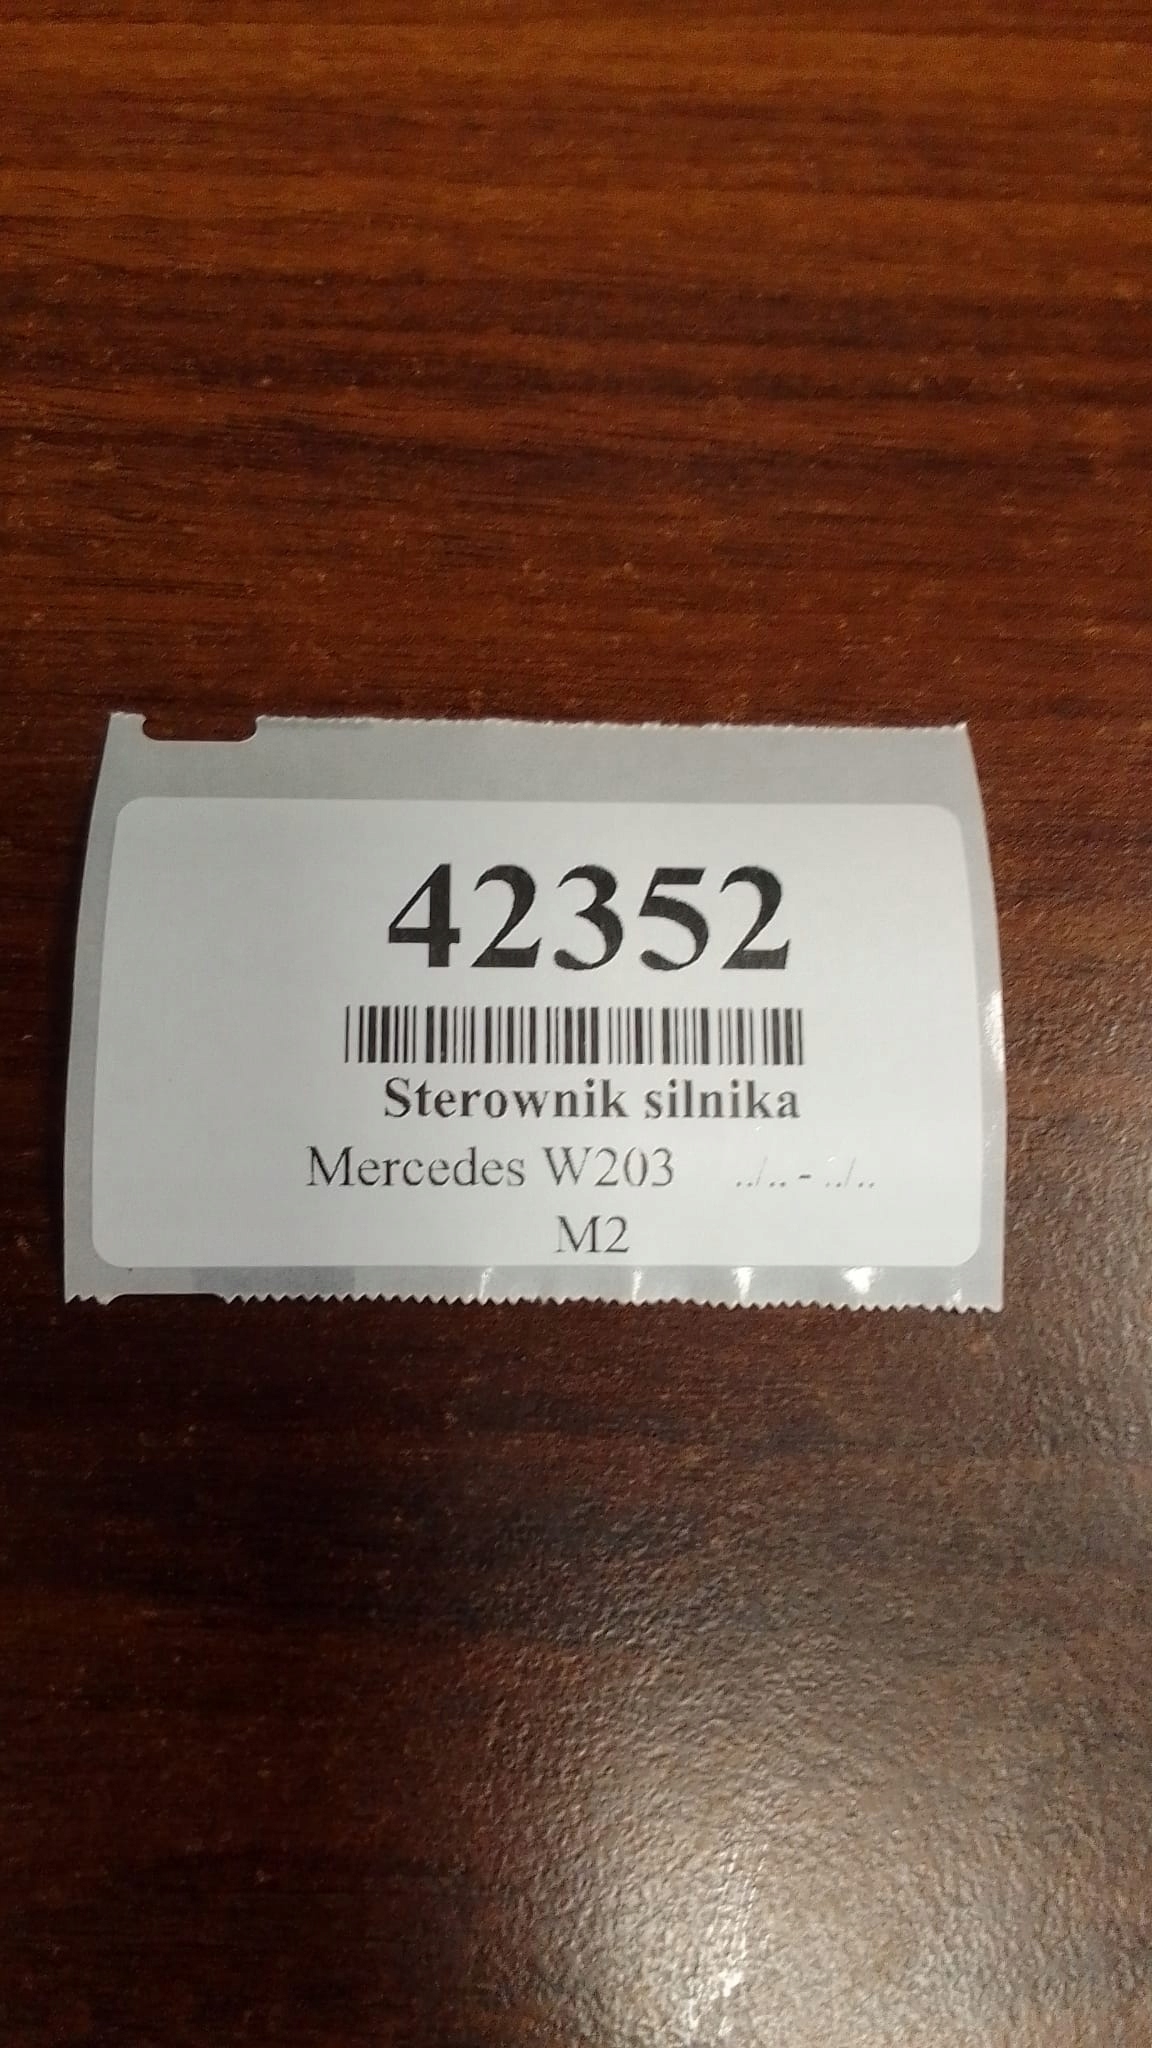 42352
Sterownik silnika
Mercedes W203 ../.. - ../..
M2